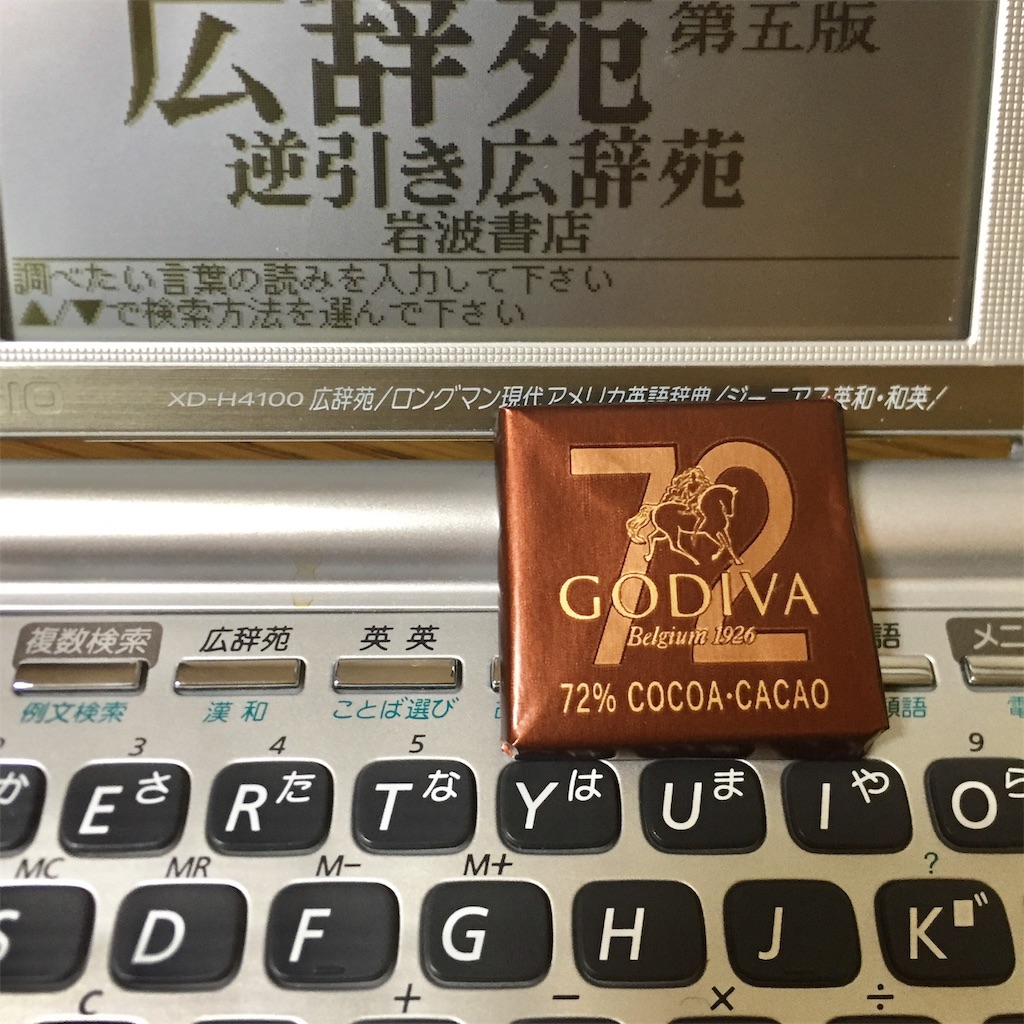 広辞苑 第五版
逆引き広辞苑
岩波書店
調べたい言葉の読みを入力して下さい
▲/▼で検索方法を選んで下さい
XD-H4100 広辞苑/ロングマン現代アメリカ英語辞典/ジーニアス英和・和英/
72
GODIVA
Belgium 1926
72% COCOA・CACAO
複数検索 広辞苑 英英
例文検索 漢和 ことば選び
3 4 5 9
か E さ R た T な Y は U ま I や O ら
MC MR M- M+ ?
S D F G H J K ゛
C + - × ÷